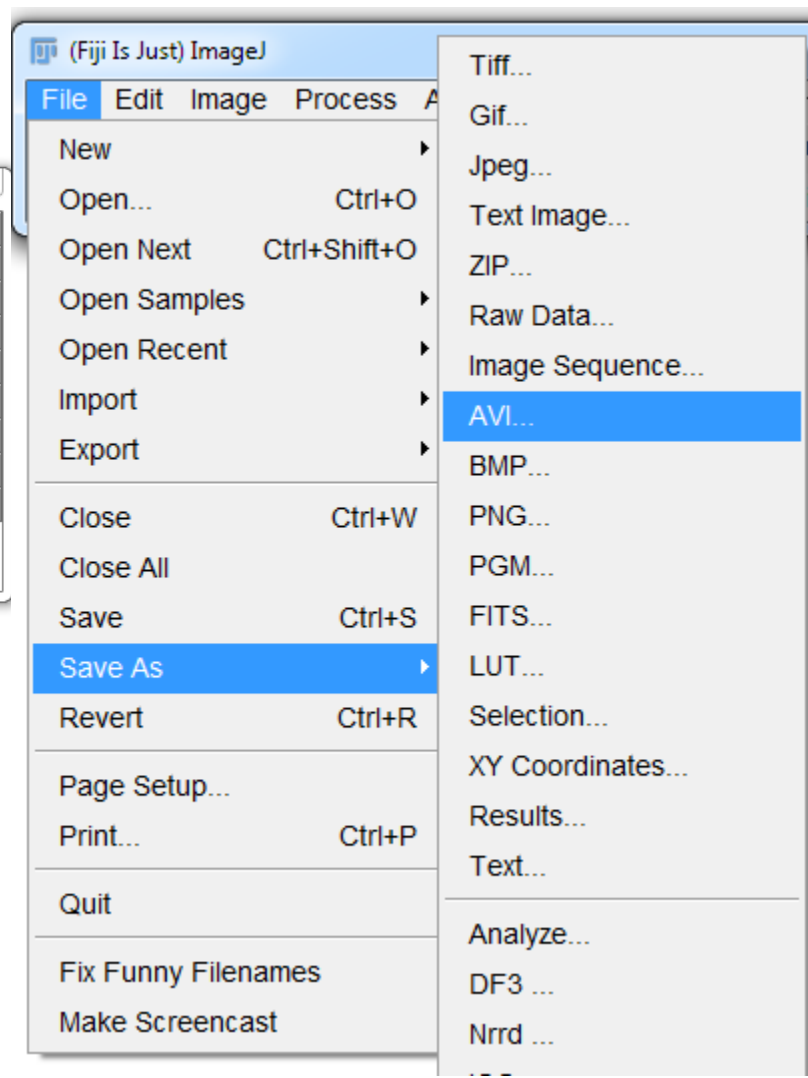 (Fiji Is Just) ImageJ
File Edit Image Process
New
Open... Ctrl+O
Open Next Ctrl+Shift+O
Open Samples
Open Recent
Import
Export
Close Ctrl+W
Close All
Save Ctrl+S
Save As
Revert Ctrl+R
Page Setup...
Print... Ctrl+P
Quit
Fix Funny Filenames
Make Screencast
Tiff...
Gif...
Jpeg...
Text Image...
ZIP...
Raw Data...
Image Sequence...
AVI...
BMP...
PNG...
PGM...
FITS...
LUT...
Selection...
XY Coordinates...
Results...
Text...
Analyze...
DF3 ...
Nrrd ...